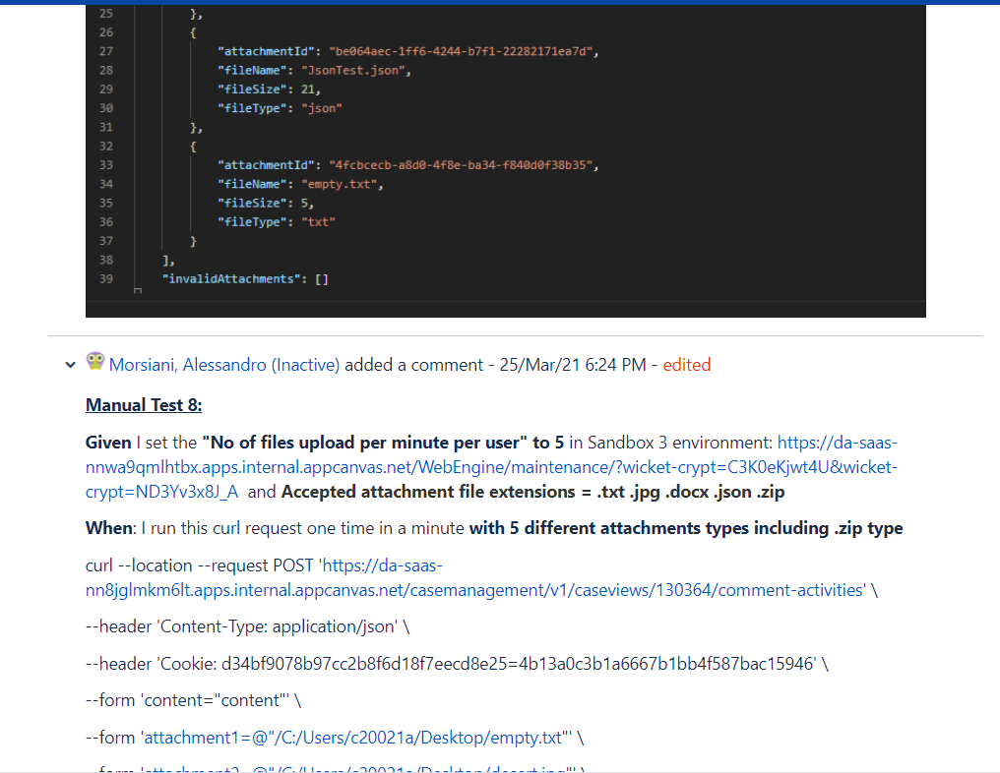 25 },
26 {
27 "attachmentId": "be064aec-1ff6-4244-b7f1-22282171ea7d",
28 "fileName": "JsonTest.json",
29 "fileSize": 21,
30 "fileType": "json"
31 },
32 {
33 "attachmentId": "4fcbcecb-a8d0-4f8e-ba34-f840d0f38b35",
34 "fileName": "empty.txt",
35 "fileSize": 5,
36 "fileType": "txt"
37 }
38 ],
39 "invalidAttachments": []
Morsiani, Alessandro (Inactive) added a comment - 25/Mar/21 6:24 PM - edited
Manual Test 8:
Given I set the "No of files upload per minute per user" to 5 in Sandbox 3 environment: https://da-saas-
nnwa9qmlhtbx.apps.internal.appcanvas.net/WebEngine/maintenance/?wicket-crypt=C3K0eKjwt4U&wicket-
crypt=ND3Yv3x8J_A and Accepted attachment file extensions = .txt .jpg .docx .json .zip
When: I run this curl request one time in a minute with 5 different attachments types including .zip type
curl --location --request POST 'https://da-saas-
nn8jglmkm6lt.apps.internal.appcanvas.net/casemanagement/v1/caseviews/130364/comment-activities' \
--header 'Content-Type: application/json' \
--header 'Cookie: d34bf9078b97cc2b8f6d18f7eecd8e25=4b13a0c3b1a6667b1bb4f587bac15946' \
--form 'content="content"' \
--form 'attachment1=@"/C:/Users/c20021a/Desktop/empty.txt"' \